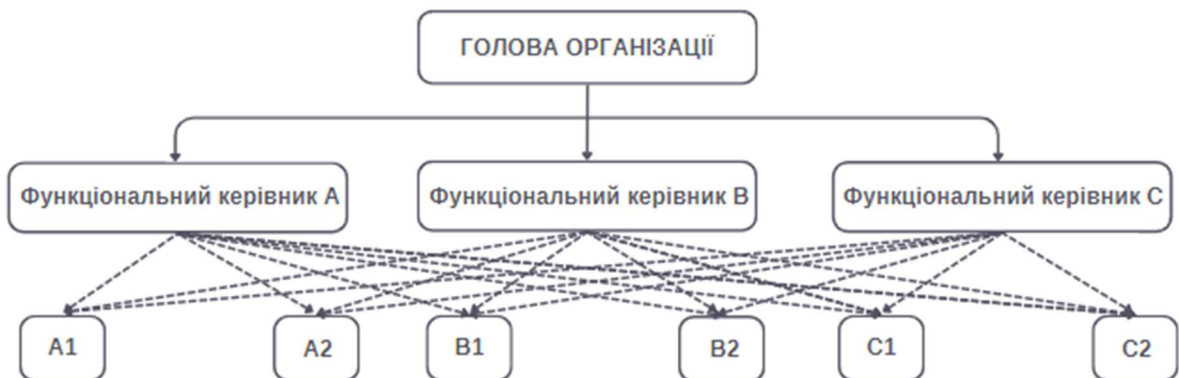 ГОЛОВА ОРГАНІЗАЦІЇ
Функціональний керівник А
Функціональний керівник В
Функціональний керівник С
А1
А2
В1
В2
С1
С2